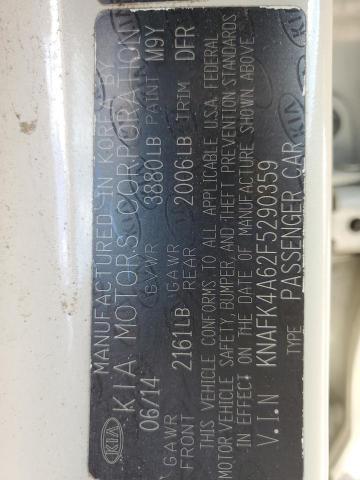 KIA
MANUFACTURED IN KOREA BY
KIA MOTORS CORPORATION
06/14 GVWR 3880LB PAINT M9Y
GAWR FRONT 2161LB GAWR REAR 2006LB TRIM DFR
THIS VEHICLE CONFORMS TO ALL APPLICABLE U.S.A. FEDERAL
MOTOR VEHICLE SAFETY, BUMPER, AND THEFT PREVENTION STANDARDS
IN EFFECT ON THE DATE OF MANUFACTURE SHOWN ABOVE.
V.I.N KNAFK4A62F5290359
TYPE PASSENGER CAR